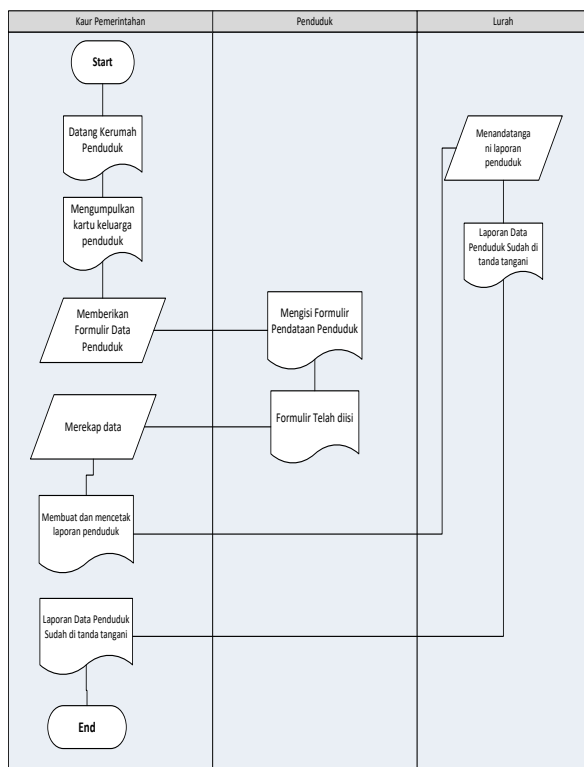 Kaur Pemerintahan
Penduduk
Lurah
Start
Datang Kerumah
Penduduk
Mengumpulkan
kartu keluarga
penduduk
Memberikan
Formulir Data
Penduduk
Mengisi Formulir
Pendataan Penduduk
Formulir Telah diisi
Merekap data
Membuat dan mencetak
laporan penduduk
Menandatanga
ni laporan
penduduk
Laporan Data
Penduduk Sudah di
tanda tangani
Laporan Data Penduduk
Sudah di tanda tangani
End